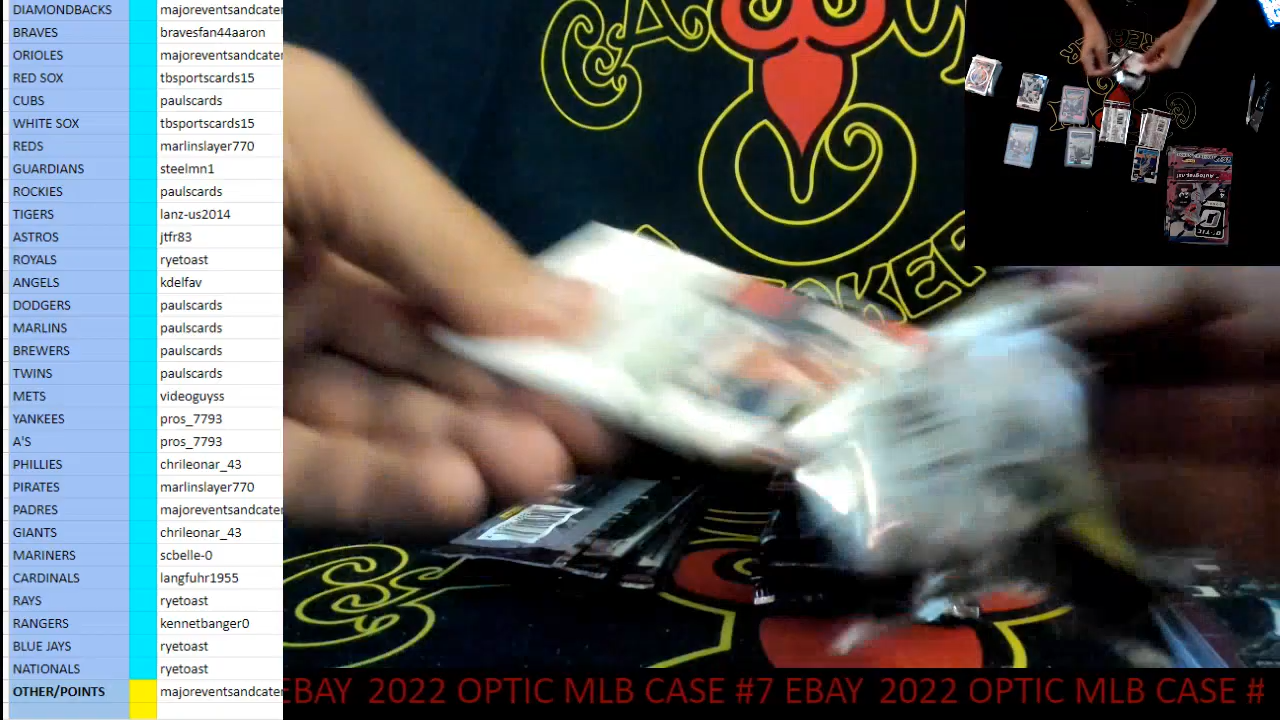 DIAMONDBACKS majoreventsandcater
BRAVES bravesfan44aaron
ORIOLES majoreventsandcater
RED SOX tbsportscards15
CUBS paulscards
WHITE SOX tbsportscards15
REDS marlinslayer770
GUARDIANS steelmn1
ROCKIES paulscards
TIGERS lanz-us2014
ASTROS jtfr83
ROYALS ryetoast
ANGELS kdelfav
DODGERS paulscards
MARLINS paulscards
BREWERS paulscards
TWINS paulscards
METS videoguyss
YANKEES pros_7793
A'S pros_7793
PHILLIES chrileonar_43
PIRATES marlinslayer770
PADRES majoreventsandcater
GIANTS chrileonar_43
MARINERS scbelle-0
CARDINALS langfuhr1955
RAYS ryetoast
RANGERS kennetbanger0
BLUE JAYS ryetoast
NATIONALS ryetoast
OTHER/POINTS majoreventsandcater
EBAY 2022 OPTIC MLB CASE #7 EBAY 2022 OPTIC MLB CASE #